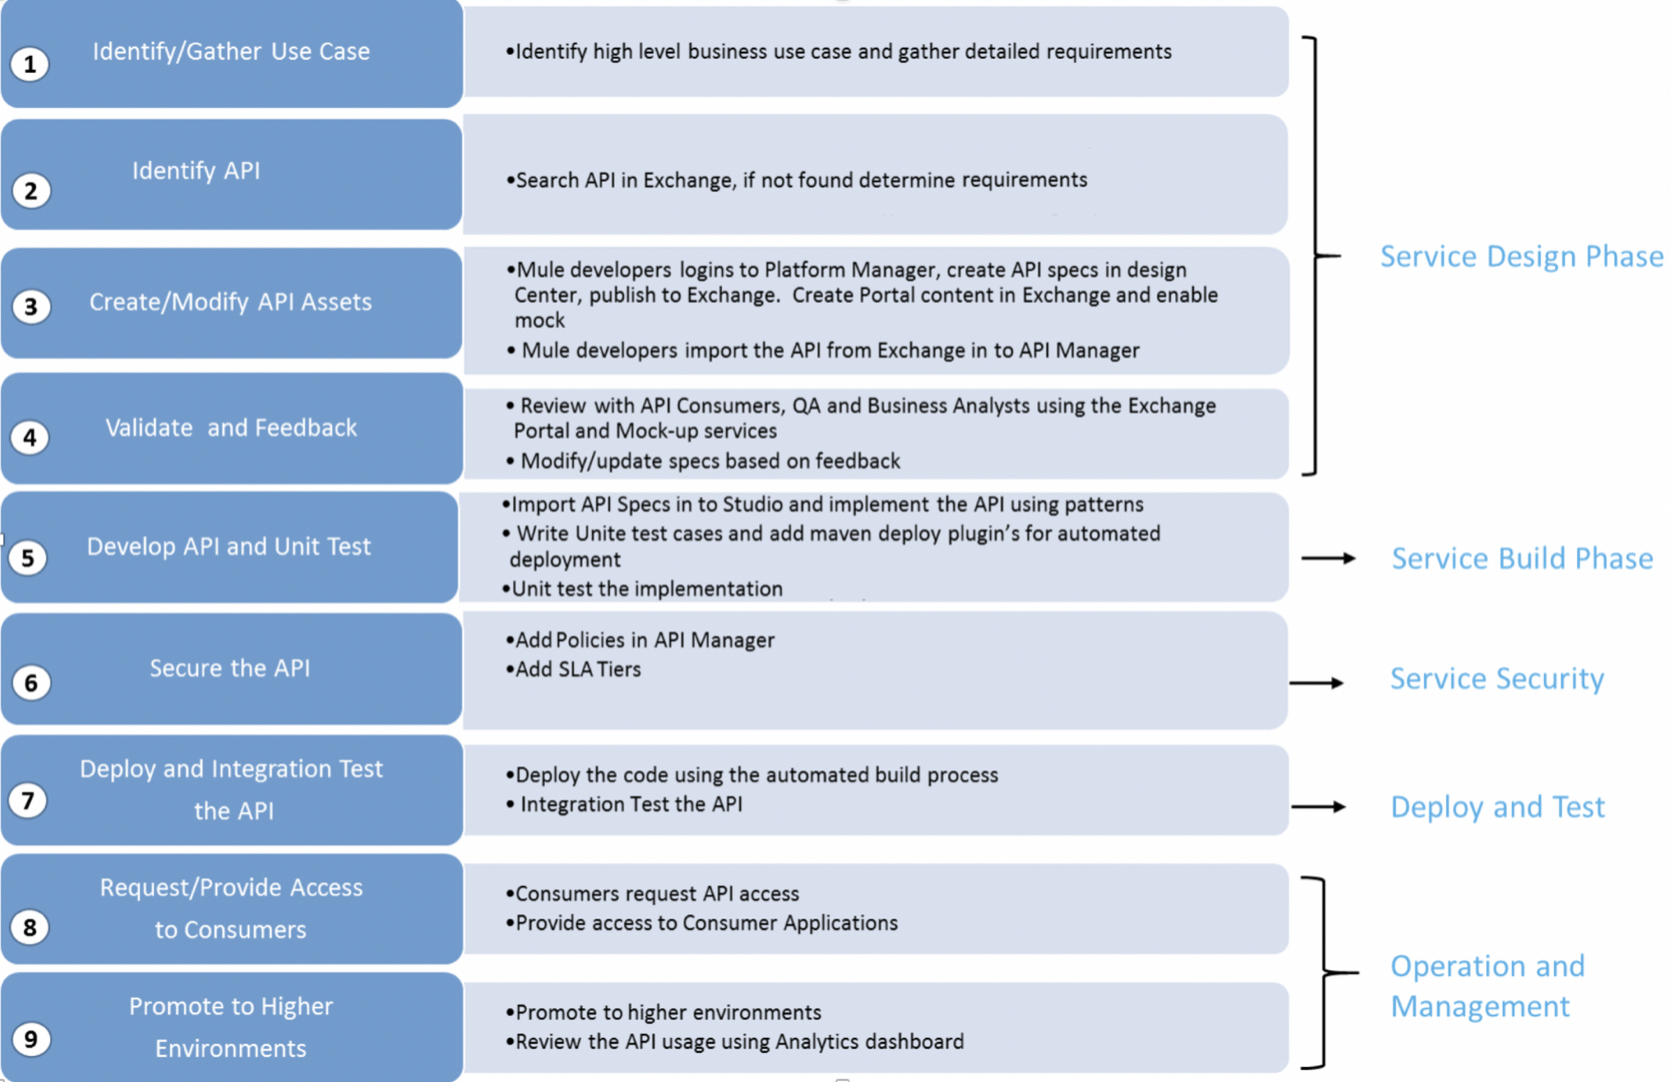 1
Identify/Gather Use Case
•Identify high level business use case and gather detailed requirements
2
Identify API
•Search API in Exchange, if not found determine requirements
3
Create/Modify API Assets
•Mule developers logins to Platform Manager, create API specs in design
Center, publish to Exchange. Create Portal content in Exchange and enable
mock
• Mule developers import the API from Exchange in to API Manager
4
Validate and Feedback
• Review with API Consumers, QA and Business Analysts using the Exchange
Portal and Mock-up services
• Modify/update specs based on feedback
Service Design Phase
5
Develop API and Unit Test
•Import API Specs in to Studio and implement the API using patterns
• Write Unite test cases and add maven deploy plugin's for automated
deployment
•Unit test the implementation
Service Build Phase
6
Secure the API
•Add Policies in API Manager
•Add SLA Tiers
Service Security
7
Deploy and Integration Test
the API
•Deploy the code using the automated build process
• Integration Test the API
Deploy and Test
8
Request/Provide Access
to Consumers
•Consumers request API access
•Provide access to Consumer Applications
9
Promote to Higher
Environments
•Promote to higher environments
•Review the API usage using Analytics dashboard
Operation and
Management